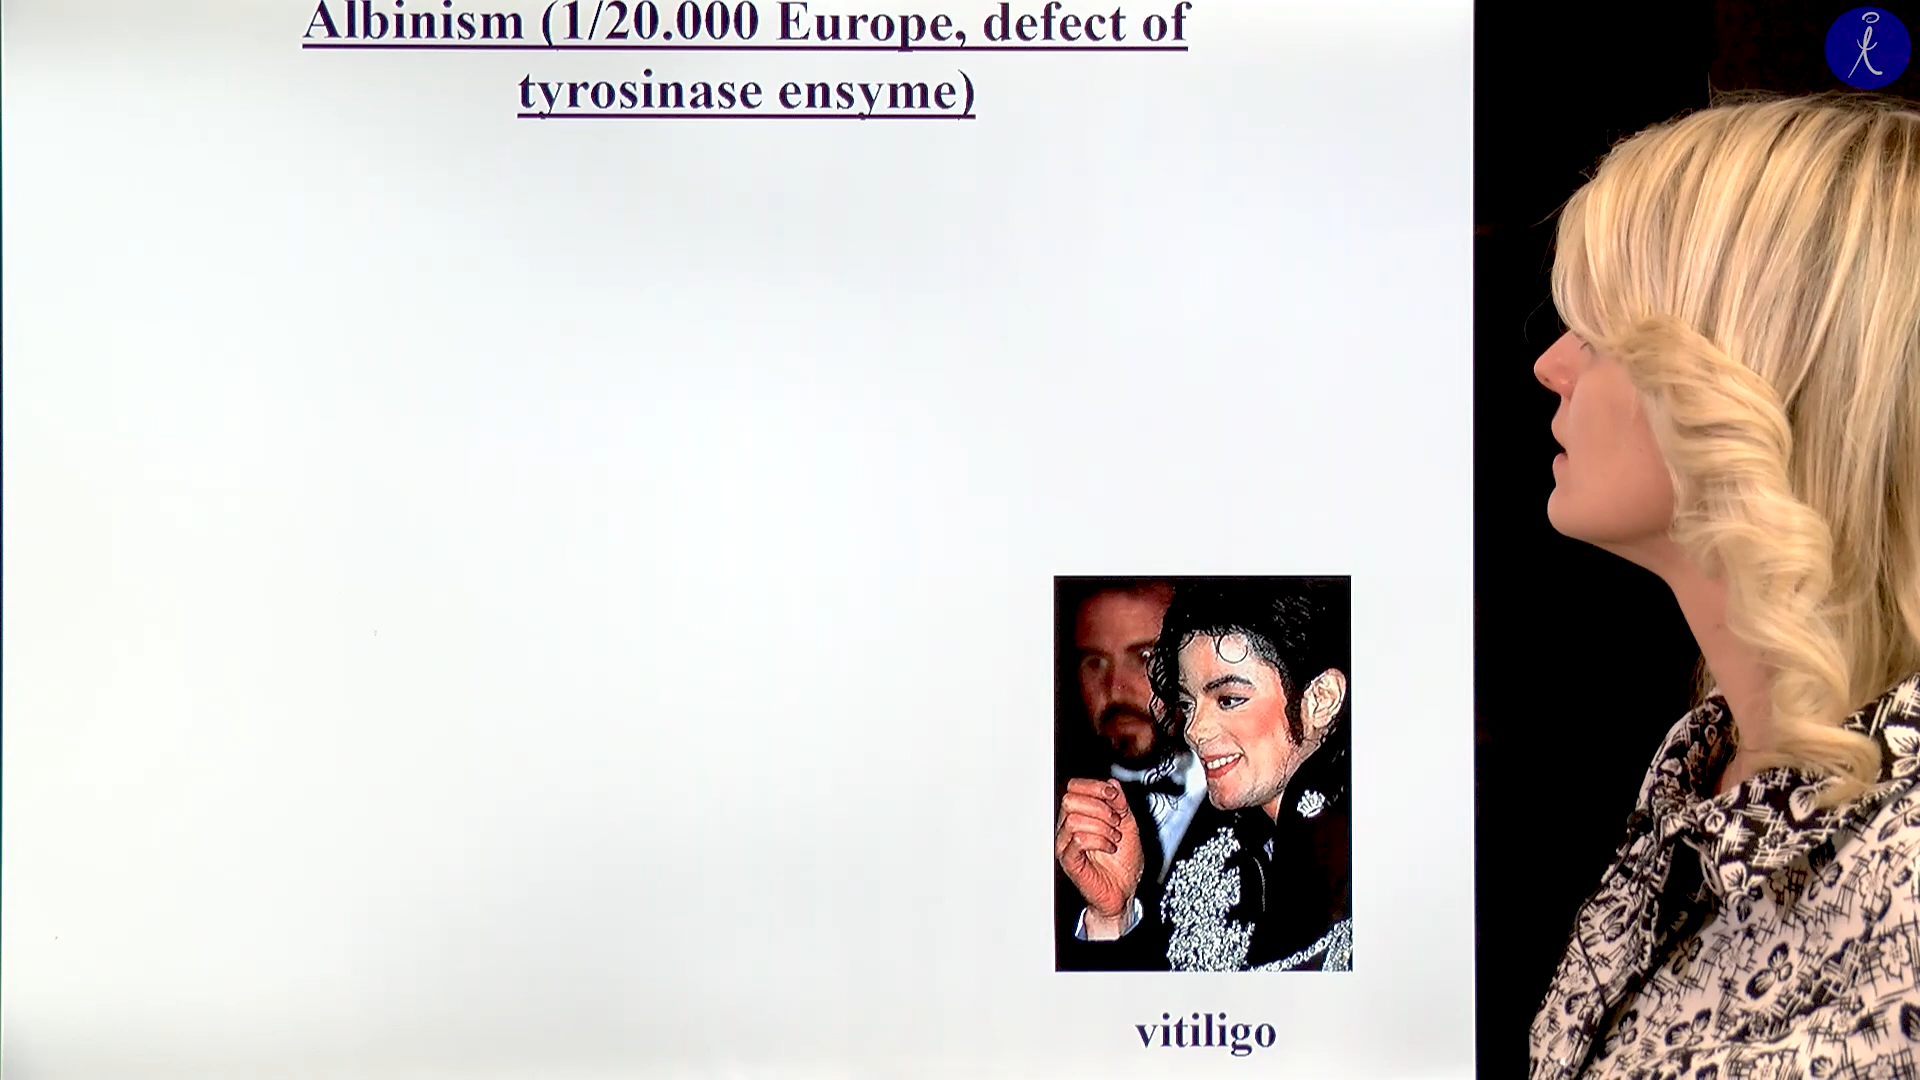 Albinism (1/20.000 Europe, defect of
tyrosinase ensyme)
vitiligo